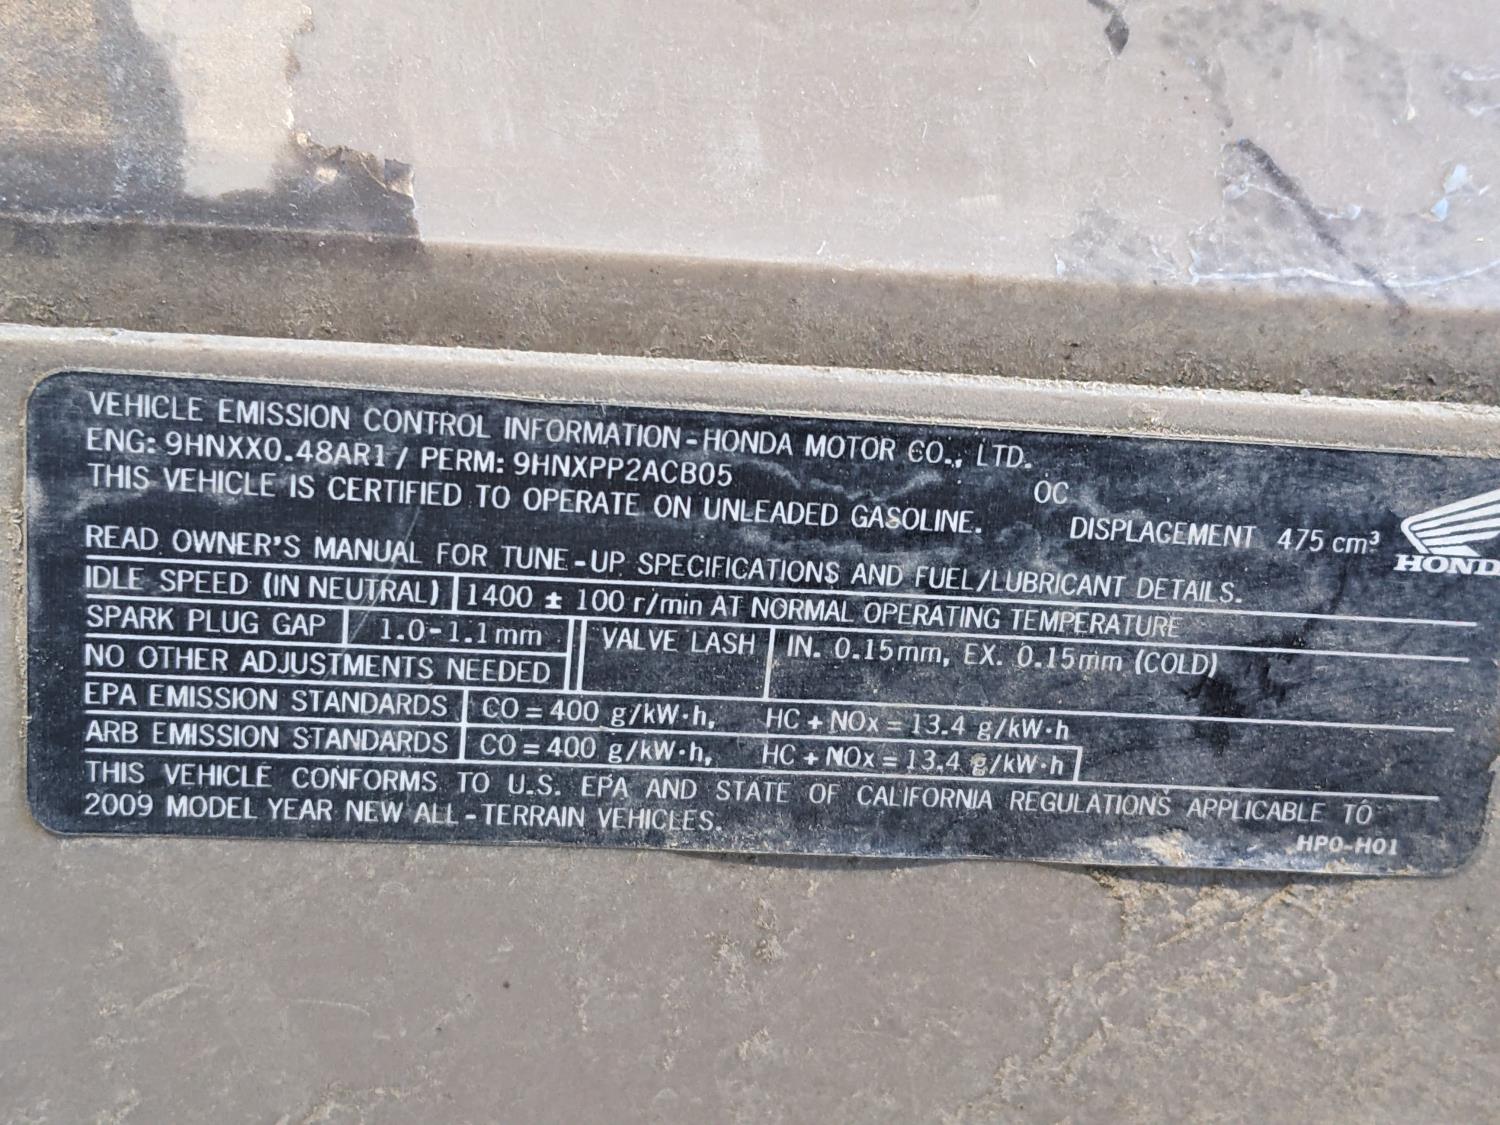 VEHICLE EMISSION CONTROL INFORMATION-HONDA MOTOR CO., LTD.
ENG: 9HNXX0.48AR1 / PERM: 9HNXPP2ACB05
OC
THIS VEHICLE IS CERTIFIED TO OPERATE ON UNLEADED GASOLINE.
DISPLACEMENT 475 cm³
HOND
READ OWNER'S MANUAL FOR TUNE-UP SPECIFICATIONS AND FUEL/LUBRICANT DETAILS.
IDLE SPEED (IN NEUTRAL) 1400 ± 100 r/min AT NORMAL OPERATING TEMPERATURE
SPARK PLUG GAP 1.0-1.1mm VALVE LASH IN. 0.15mm, EX. 0.15mm (COLD)
NO OTHER ADJUSTMENTS NEEDED
EPA EMISSION STANDARDS CO=400 g/kW·h, HC+NOx=13.4 g/kW·h
ARB EMISSION STANDARDS CO=400 g/kW·h, HC+NOx=13.4 g/kW·h
THIS VEHICLE CONFORMS TO U.S. EPA AND STATE OF CALIFORNIA REGULATIONS APPLICABLE TO
2009 MODEL YEAR NEW ALL-TERRAIN VEHICLES.
HP0-H01